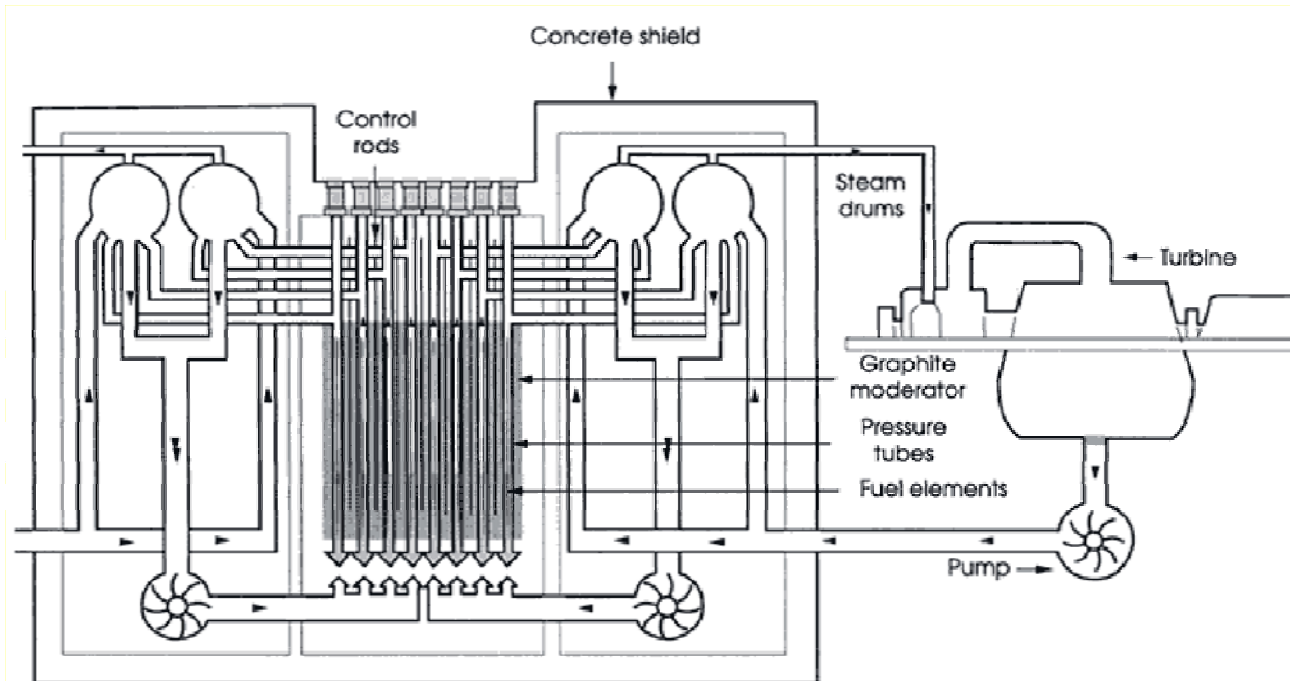 Concrete shield
Control
rods
Steam
drums
Turbine
Graphite
moderator
Pressure
tubes
Fuel elements
Pump